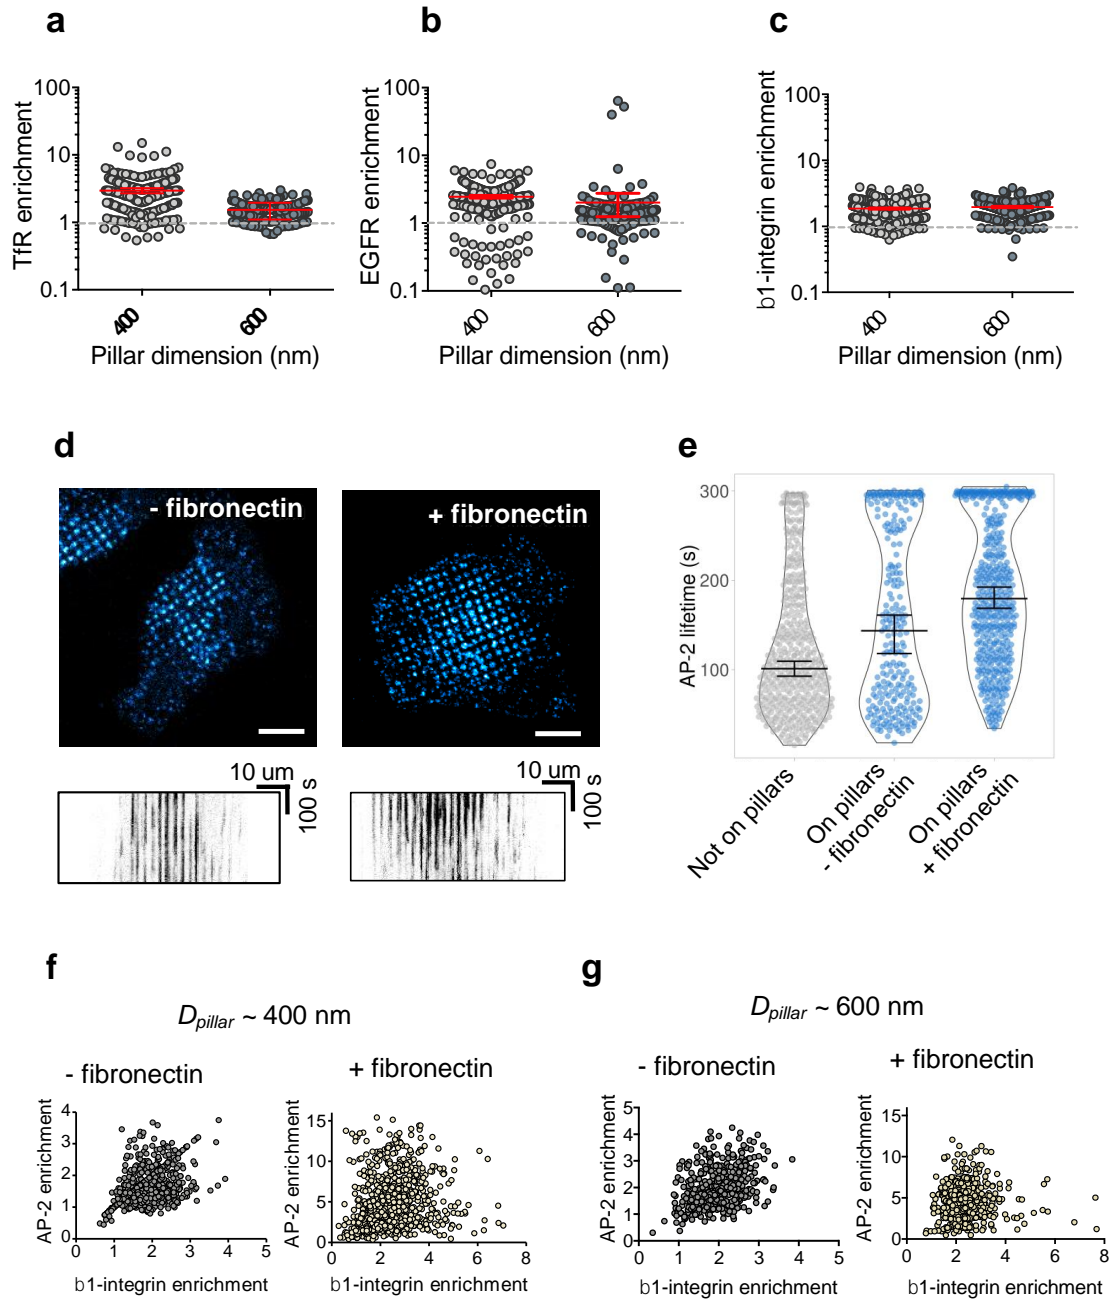 a
TfR enrichment
100
10
1
0.1
400
600
Pillar dimension (nm)
b
EGFR enrichment
100
10
1
0.1
400
600
Pillar dimension (nm)
c
b1-integrin enrichment
100
10
1
0.1
400
600
Pillar dimension (nm)
d
- fibronectin
+ fibronectin
10 um
100 s
10 um
100 s
e
AP-2 lifetime (s)
300
200
100
Not on pillars
On pillars
- fibronectin
On pillars
+ fibronectin
f
Dpillar ~ 400 nm
- fibronectin
AP-2 enrichment
4
3
2
1
0
0 1 2 3 4 5
b1-integrin enrichment
+ fibronectin
AP-2 enrichment
15
10
5
0
0 2 4 6 8
b1-integrin enrichment
g
Dpillar ~ 600 nm
- fibronectin
AP-2 enrichment
5
4
3
2
1
0
0 1 2 3 4 5
b1-integrin enrichment
+ fibronectin
AP-2 enrichment
15
10
5
0
0 2 4 6 8
b1-integrin enrichment